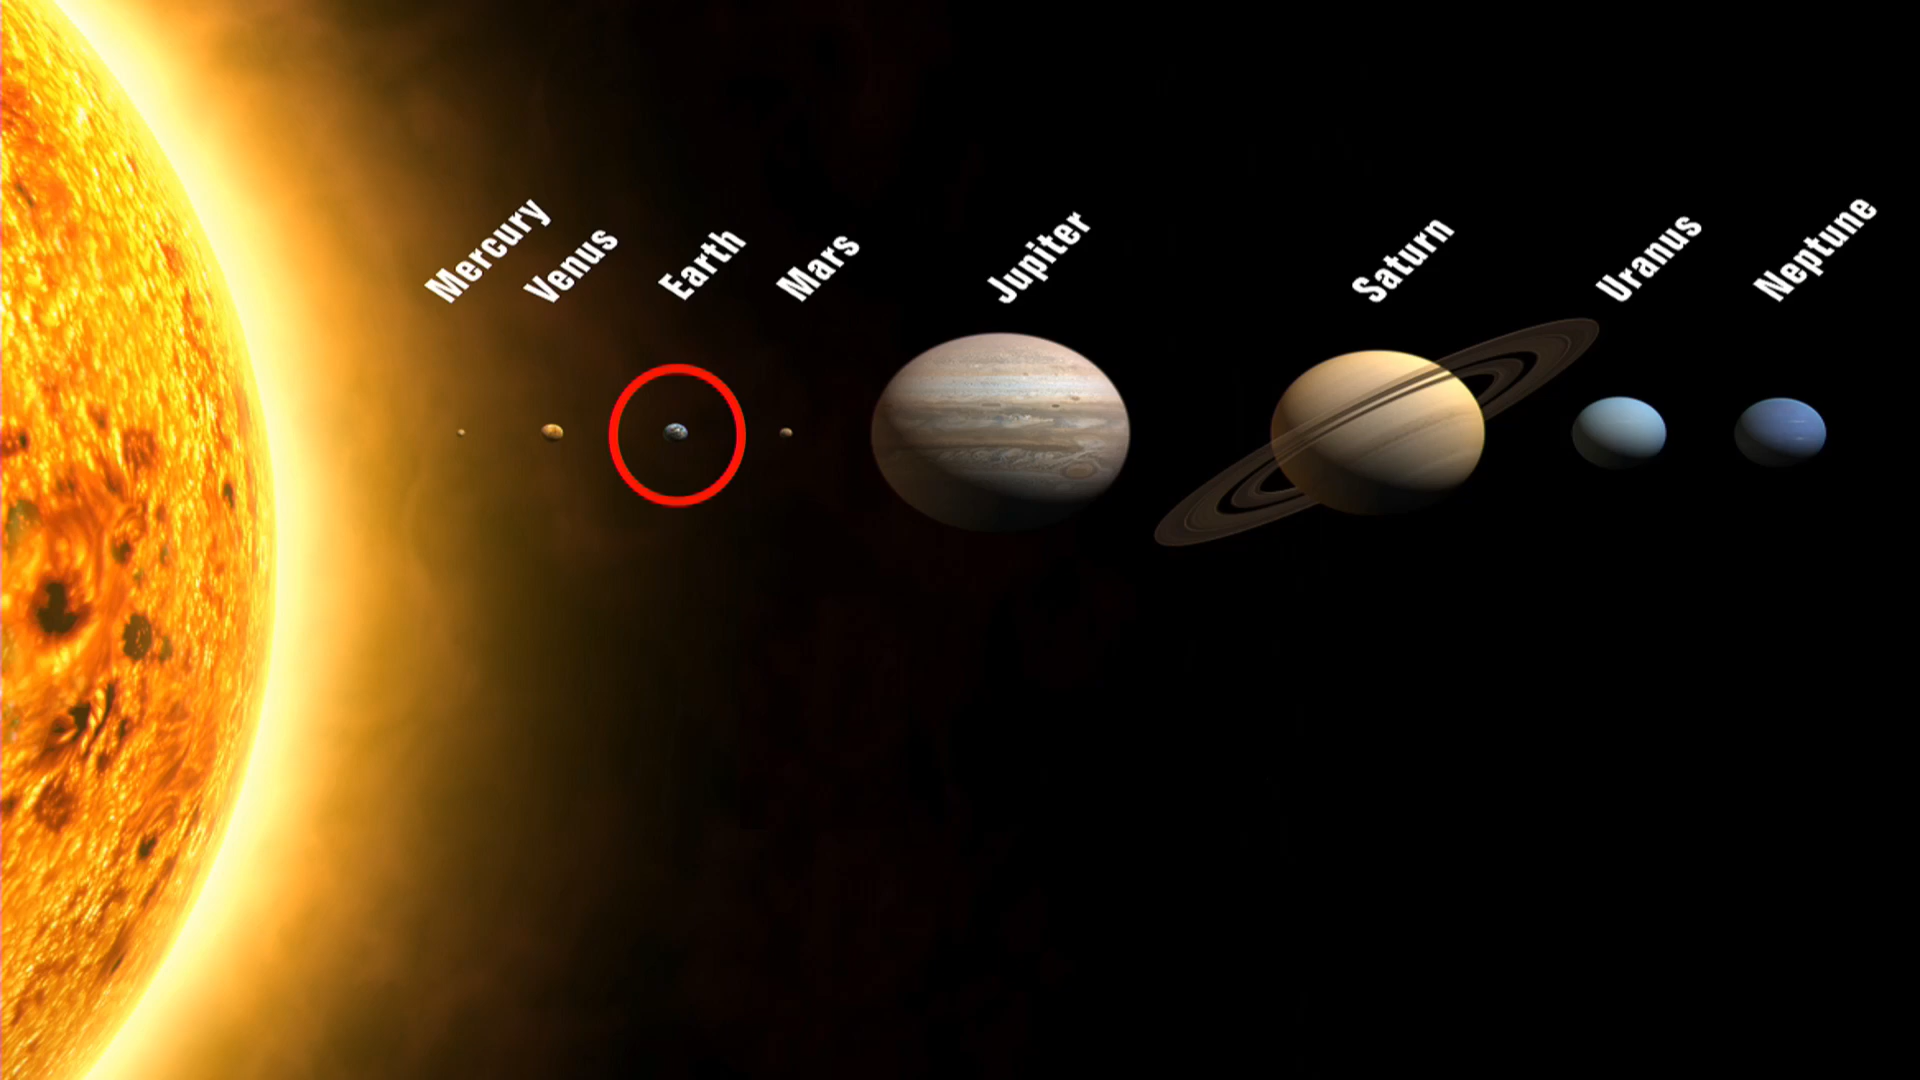 Mercury
Venus
Earth
Mars
Jupiter
Saturn
Uranus
Neptune